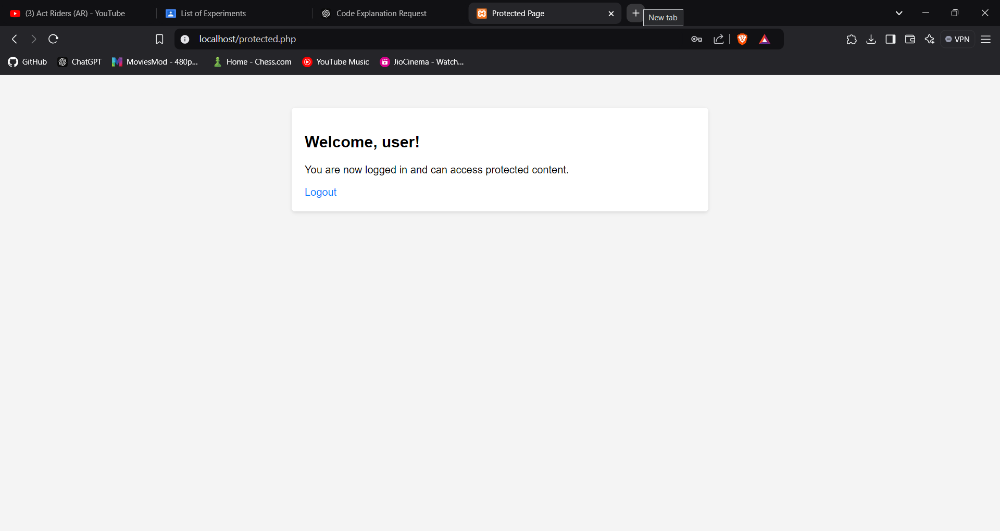 (3) Act Riders (AR) - YouTube
List of Experiments
Code Explanation Request
Protected Page
New tab
localhost/protected.php
VPN
GitHub
ChatGPT
MoviesMod - 480p...
Home - Chess.com
YouTube Music
JioCinema - Watch...
Welcome, user!
You are now logged in and can access protected content.
Logout